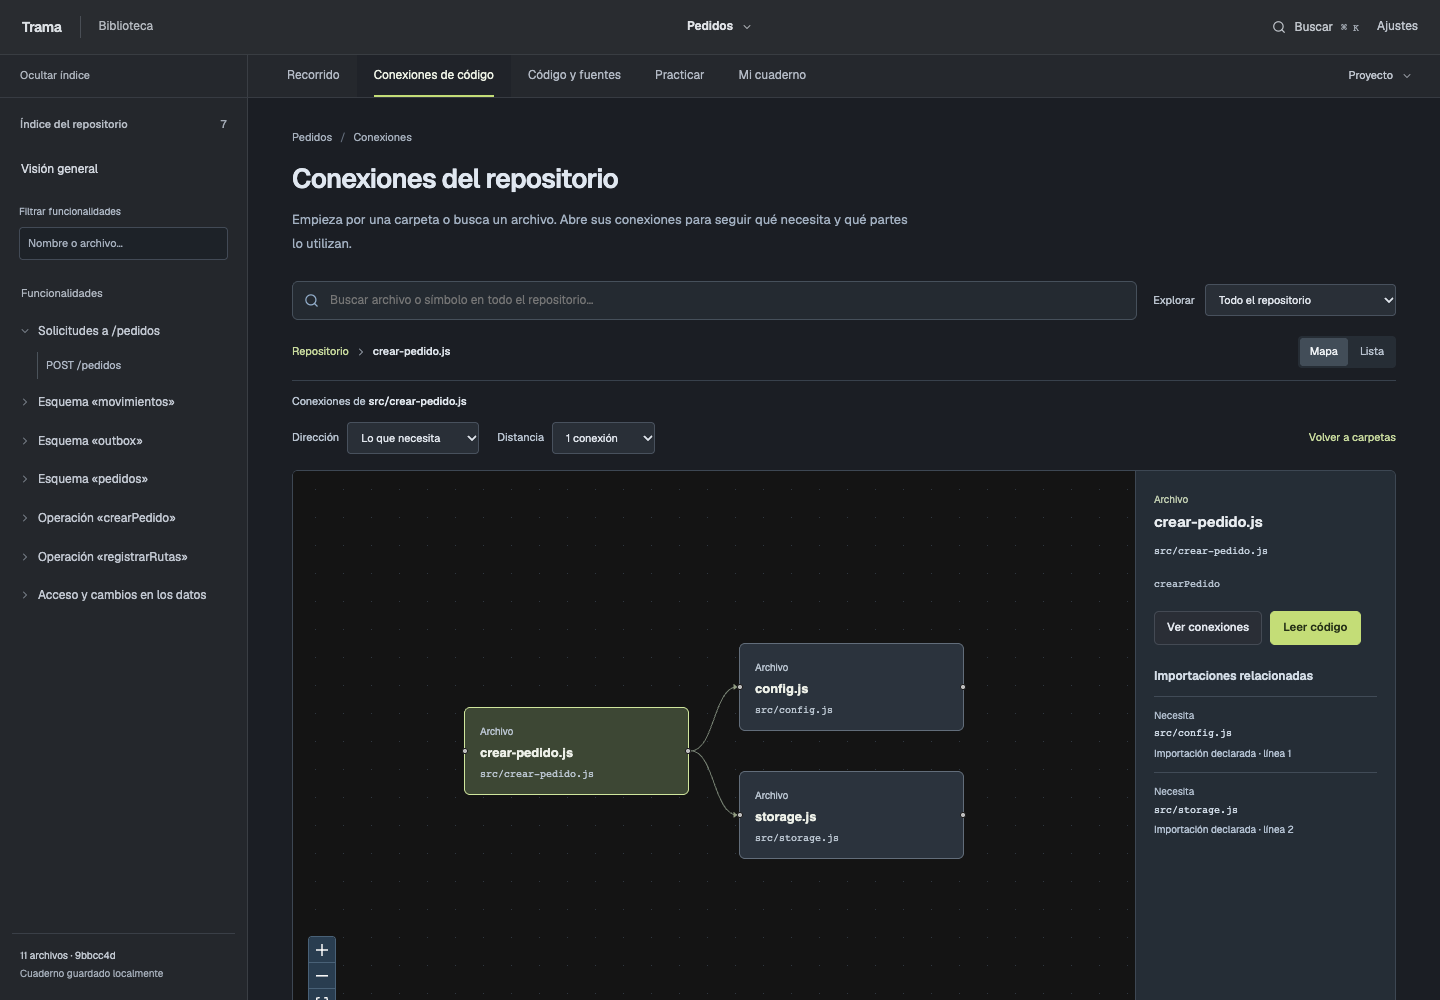 Trama
Biblioteca
Pedidos
Buscar ⌘ K
Ajustes
Ocultar índice
Recorrido
Conexiones de código
Código y fuentes
Practicar
Mi cuaderno
Proyecto
Índice del repositorio
7
Visión general
Filtrar funcionalidades
Nombre o archivo…
Funcionalidades
Solicitudes a /pedidos
POST /pedidos
Esquema «movimientos»
Esquema «outbox»
Esquema «pedidos»
Operación «crearPedido»
Operación «registrarRutas»
Acceso y cambios en los datos
11 archivos · 9bbcc4d
Cuaderno guardado localmente
Pedidos / Conexiones
Conexiones del repositorio
Empieza por una carpeta o busca un archivo. Abre sus conexiones para seguir qué necesita y qué partes
lo utilizan.
Buscar archivo o símbolo en todo el repositorio…
Explorar
Todo el repositorio
Repositorio > crear-pedido.js
Mapa
Lista
Conexiones de src/crear-pedido.js
Dirección
Lo que necesita
Distancia
1 conexión
Volver a carpetas
Archivo
crear-pedido.js
src/crear-pedido.js
Archivo
config.js
src/config.js
Archivo
storage.js
src/storage.js
Archivo
crear-pedido.js
src/crear-pedido.js
crearPedido
Ver conexiones
Leer código
Importaciones relacionadas
Necesita
src/config.js
Importación declarada · línea 1
Necesita
src/storage.js
Importación declarada · línea 2